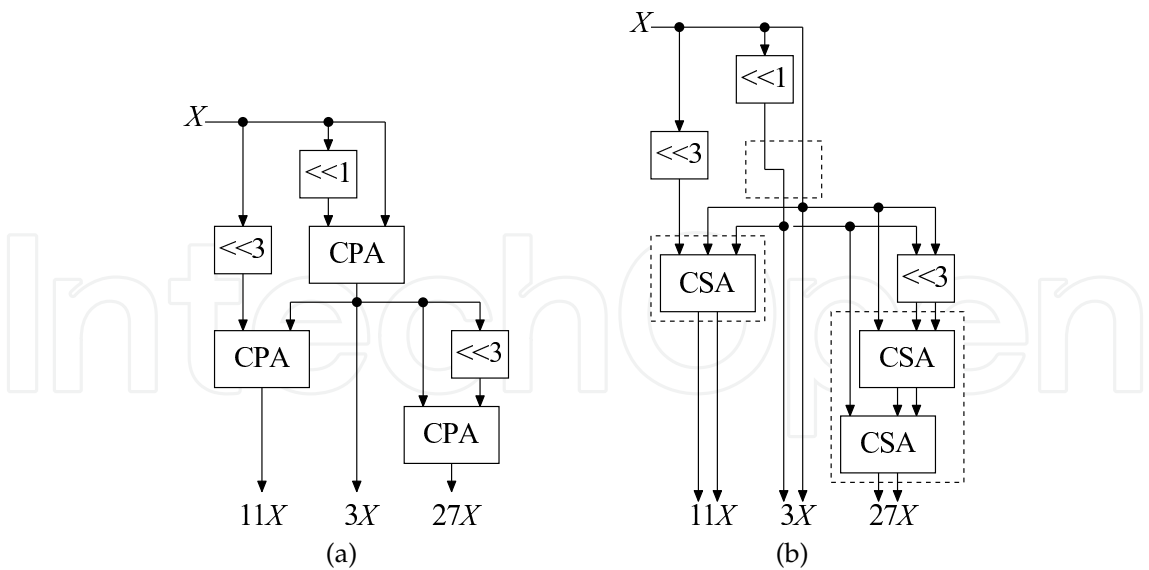 X
<<1
<<3
CPA
CPA
<<3
CPA
11X
3X
27X
(a)
X
<<1
<<3
CSA
<<3
CSA
CSA
11X
3X
27X
(b)
IntechOpen